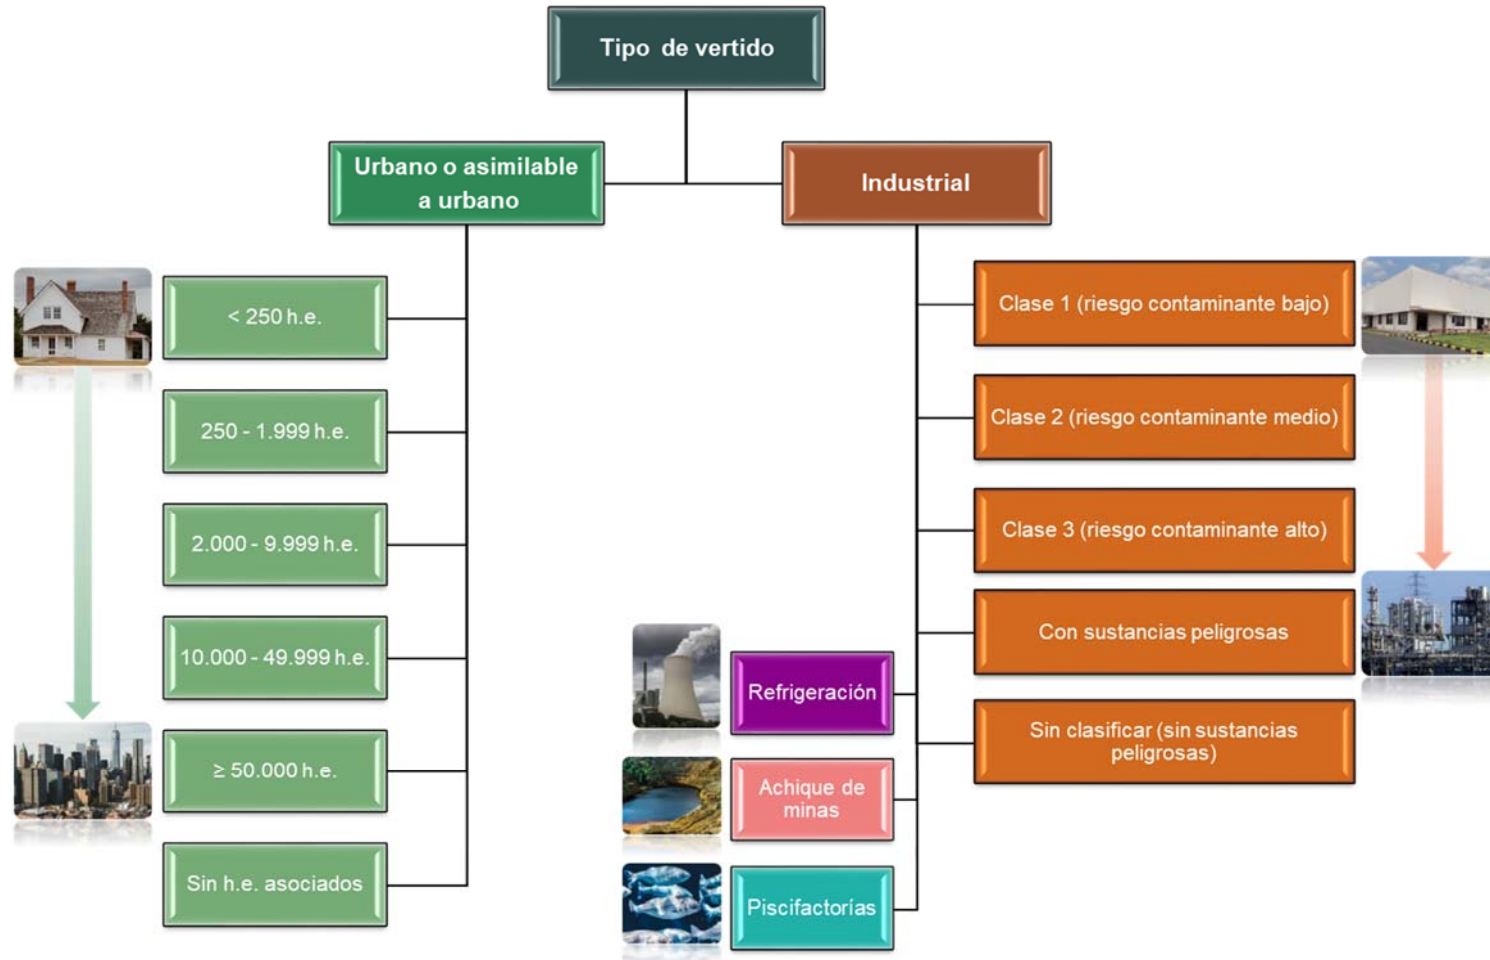 Tipo de vertido
Urbano o asimilable
a urbano
Industrial
< 250 h.e.
250 - 1.999 h.e.
2.000 - 9.999 h.e.
10.000 - 49.999 h.e.
≥ 50.000 h.e.
Sin h.e. asociados
Clase 1 (riesgo contaminante bajo)
Clase 2 (riesgo contaminante medio)
Clase 3 (riesgo contaminante alto)
Con sustancias peligrosas
Sin clasificar (sin sustancias
peligrosas)
Refrigeración
Achique de
minas
Piscifactorías